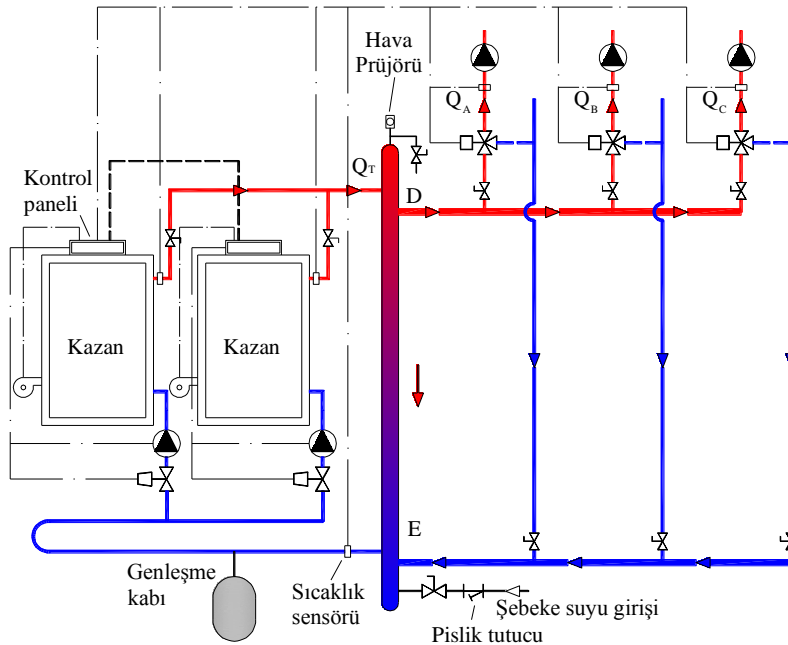 Hava
Prüjörü
Q_A
Q_B
Q_C
Q_T
D
Kontrol
paneli
Kazan
Kazan
E
Genleşme
kabı
Sıcaklık
sensörü
Şebeke suyu girişi
Pislik tutucu